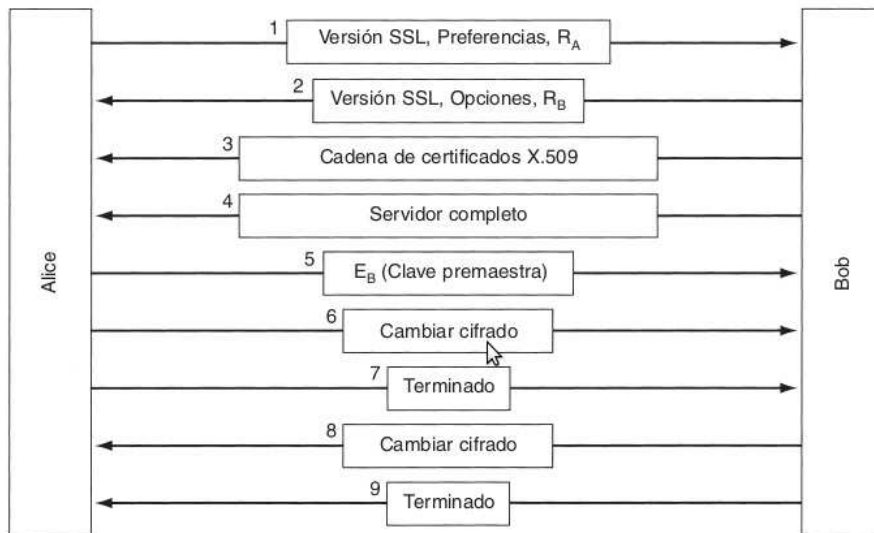 Alice
Bob
1 Versión SSL, Preferencias, R_A
2 Versión SSL, Opciones, R_B
3 Cadena de certificados X.509
4 Servidor completo
5 E_B (Clave premaestra)
6 Cambiar cifrado
7 Terminado
8 Cambiar cifrado
9 Terminado